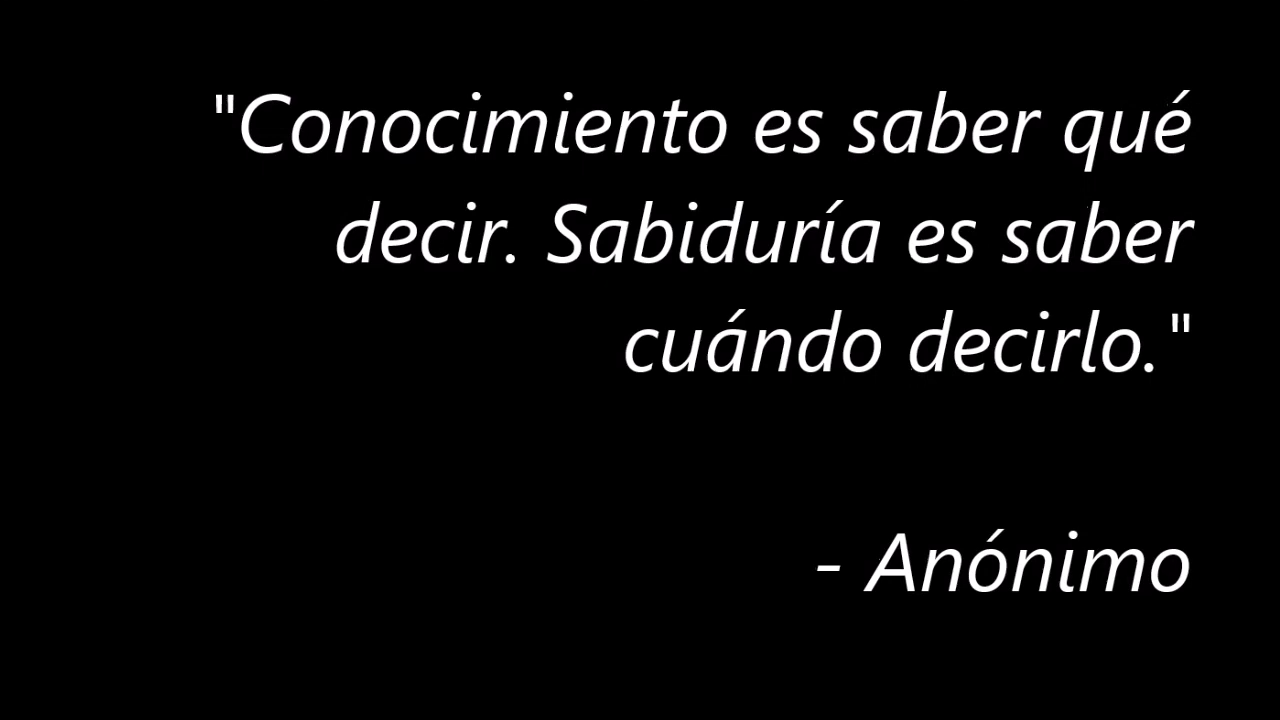 "Conocimiento es saber qué
decir. Sabiduría es saber
cuándo decirlo."
- Anónimo